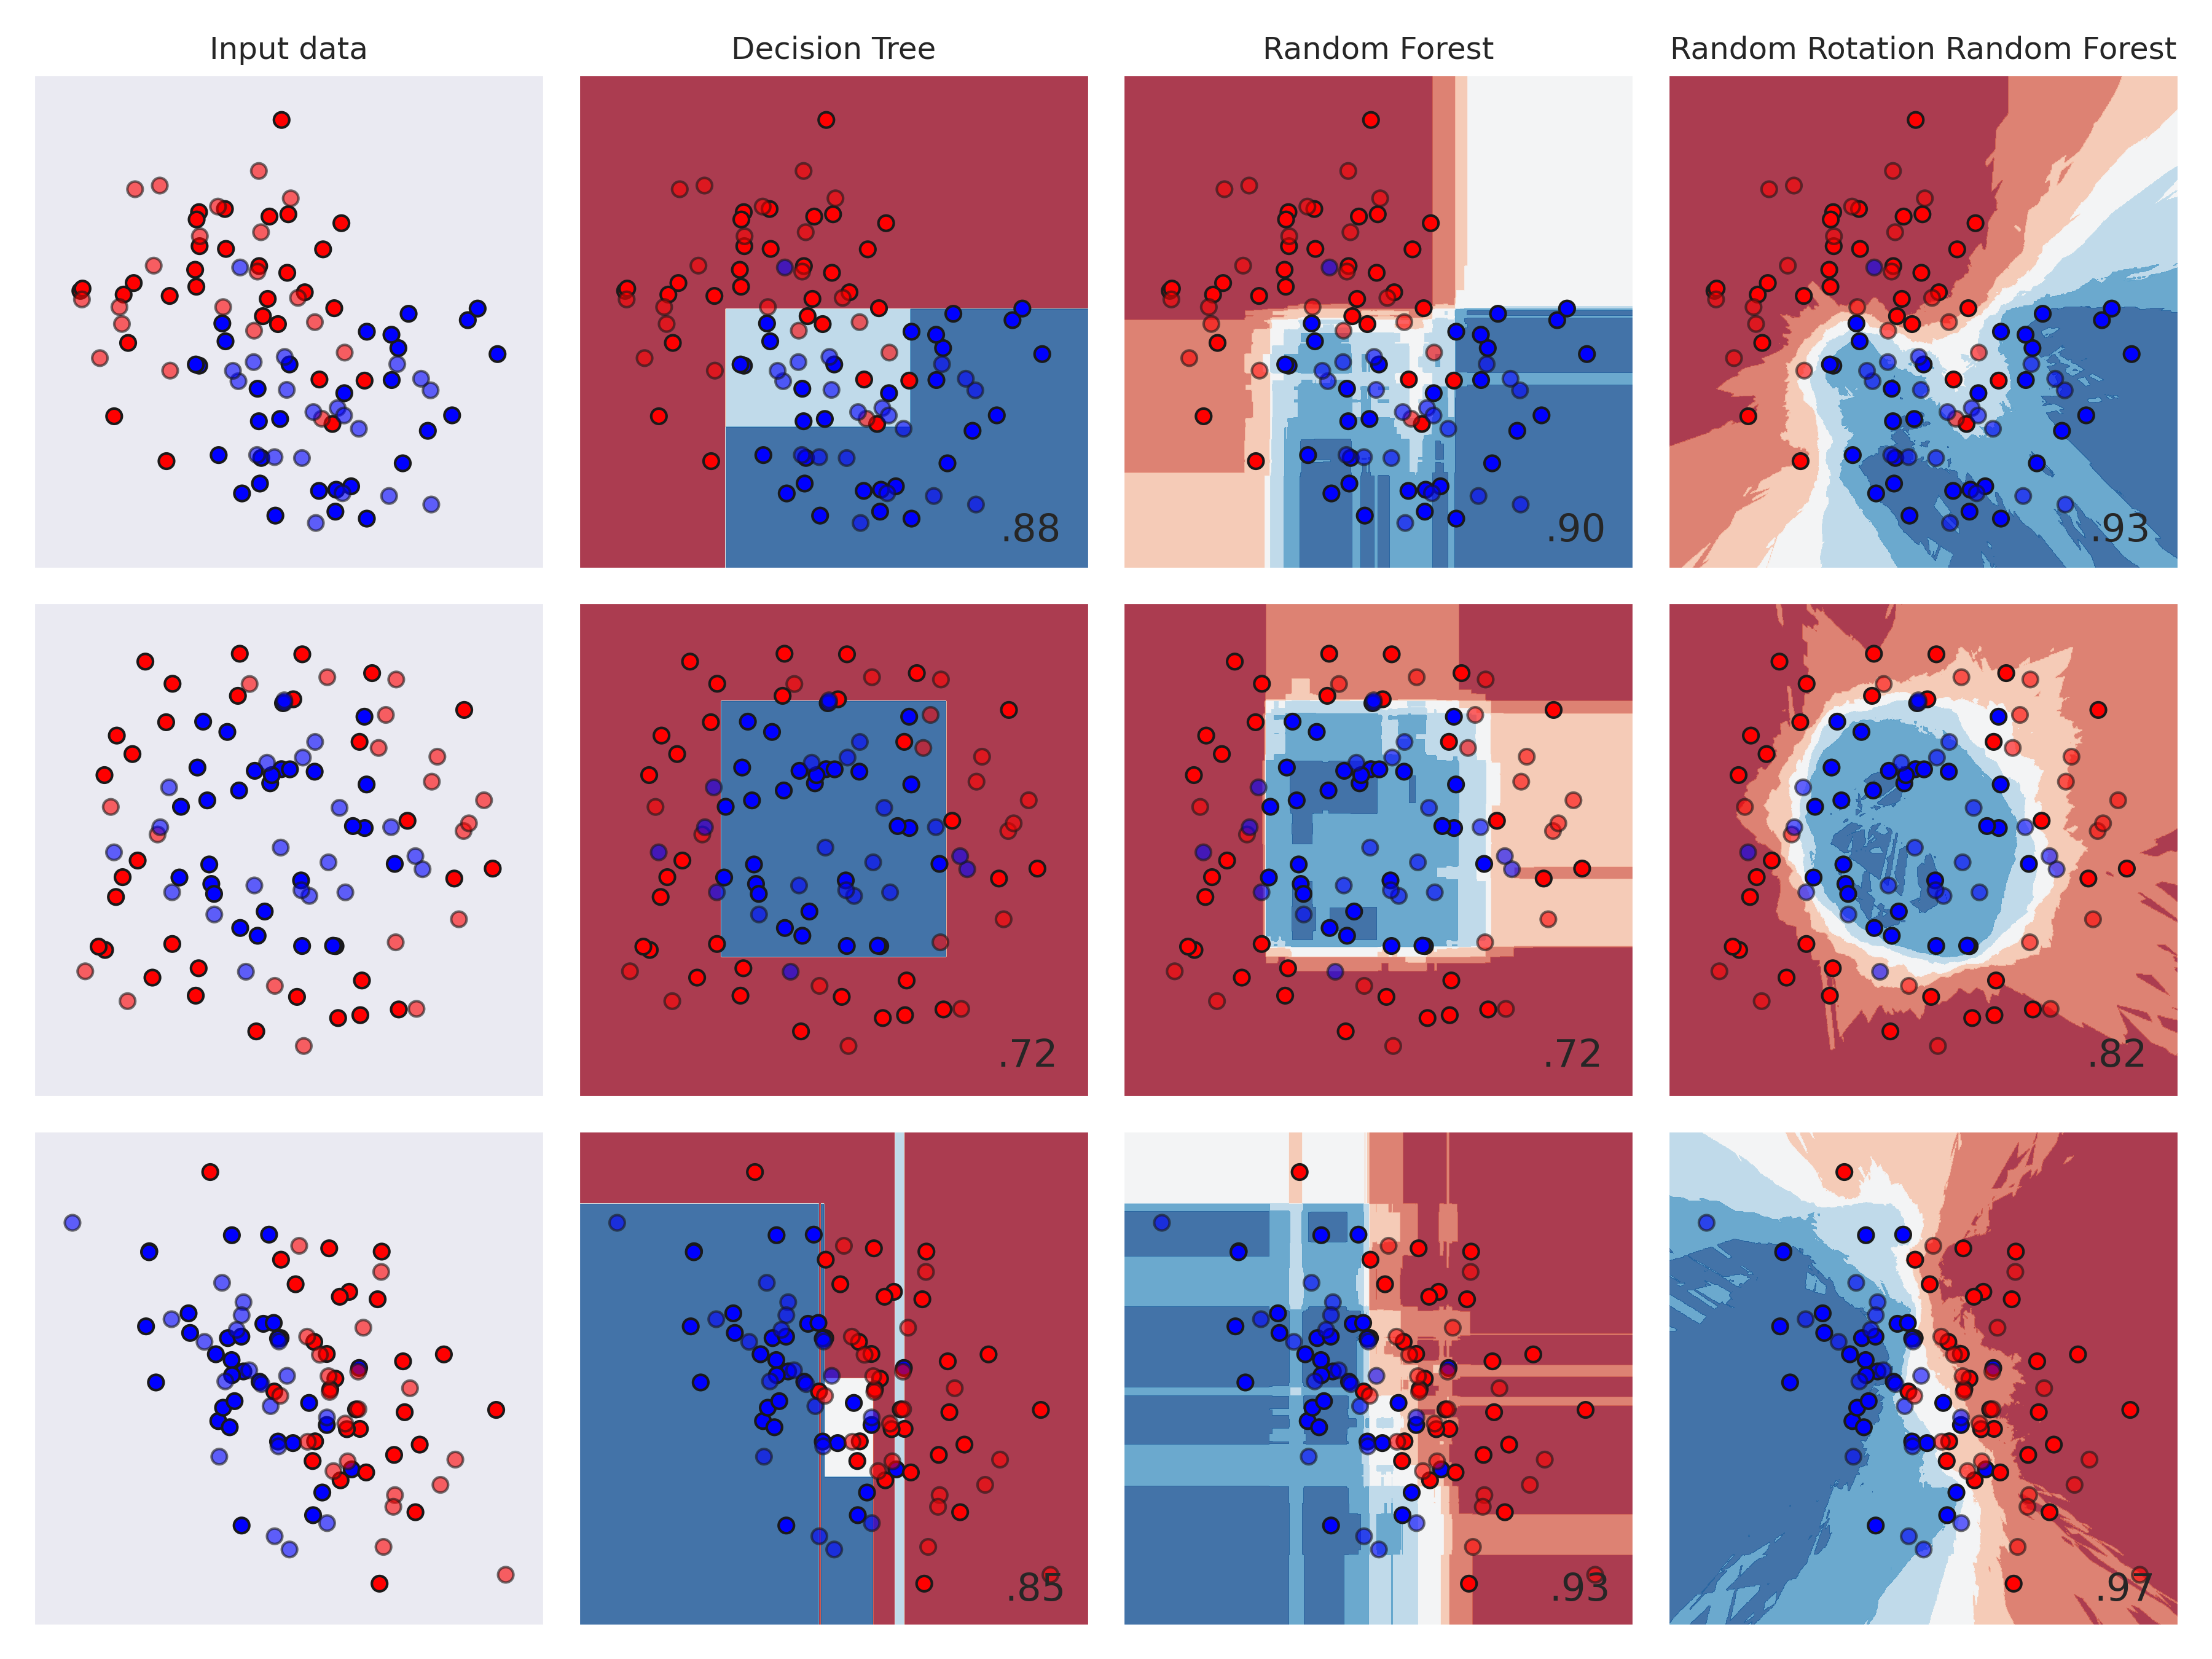 Input data
Decision Tree
Random Forest
Random Rotation Random Forest
.88
.90
.93
.72
.72
.82
.85
.93
.97